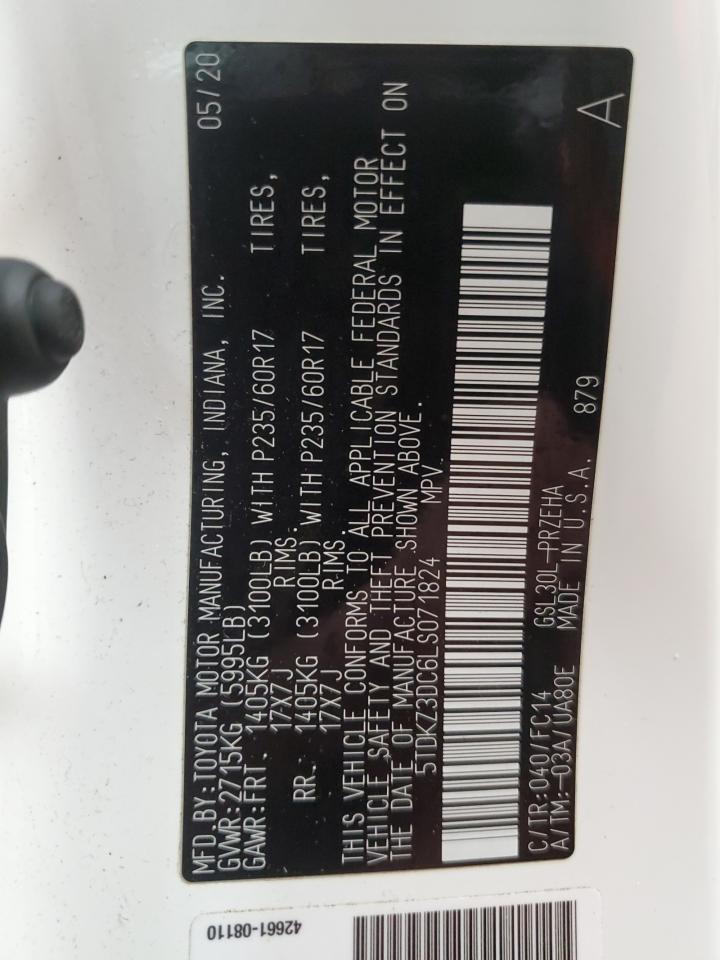 MFD.BY:TOYOTA MOTOR MANUFACTURING, INDIANA, INC. 05/20
GVWR:2715KG (5995LB)
GAWR:FRT. 1405KG (3100LB) WITH P235/60R17 TIRES,
17X7J RIMS.
RR. 1405KG (3100LB) WITH P235/60R17 TIRES,
17X7J RIMS.
THIS VEHICLE CONFORMS TO ALL APPLICABLE FEDERAL MOTOR
VEHICLE SAFETY AND THEFT PREVENTION STANDARDS IN EFFECT ON
THE DATE OF MANUFACTURE SHOWN ABOVE.
5TDKZ3DC6LS071824 MPV
C/TR:040/FC14 GSL30L-PRZEHA
A/TM:-03A/UA80E MADE IN U.S.A. 879 A
42661-08110